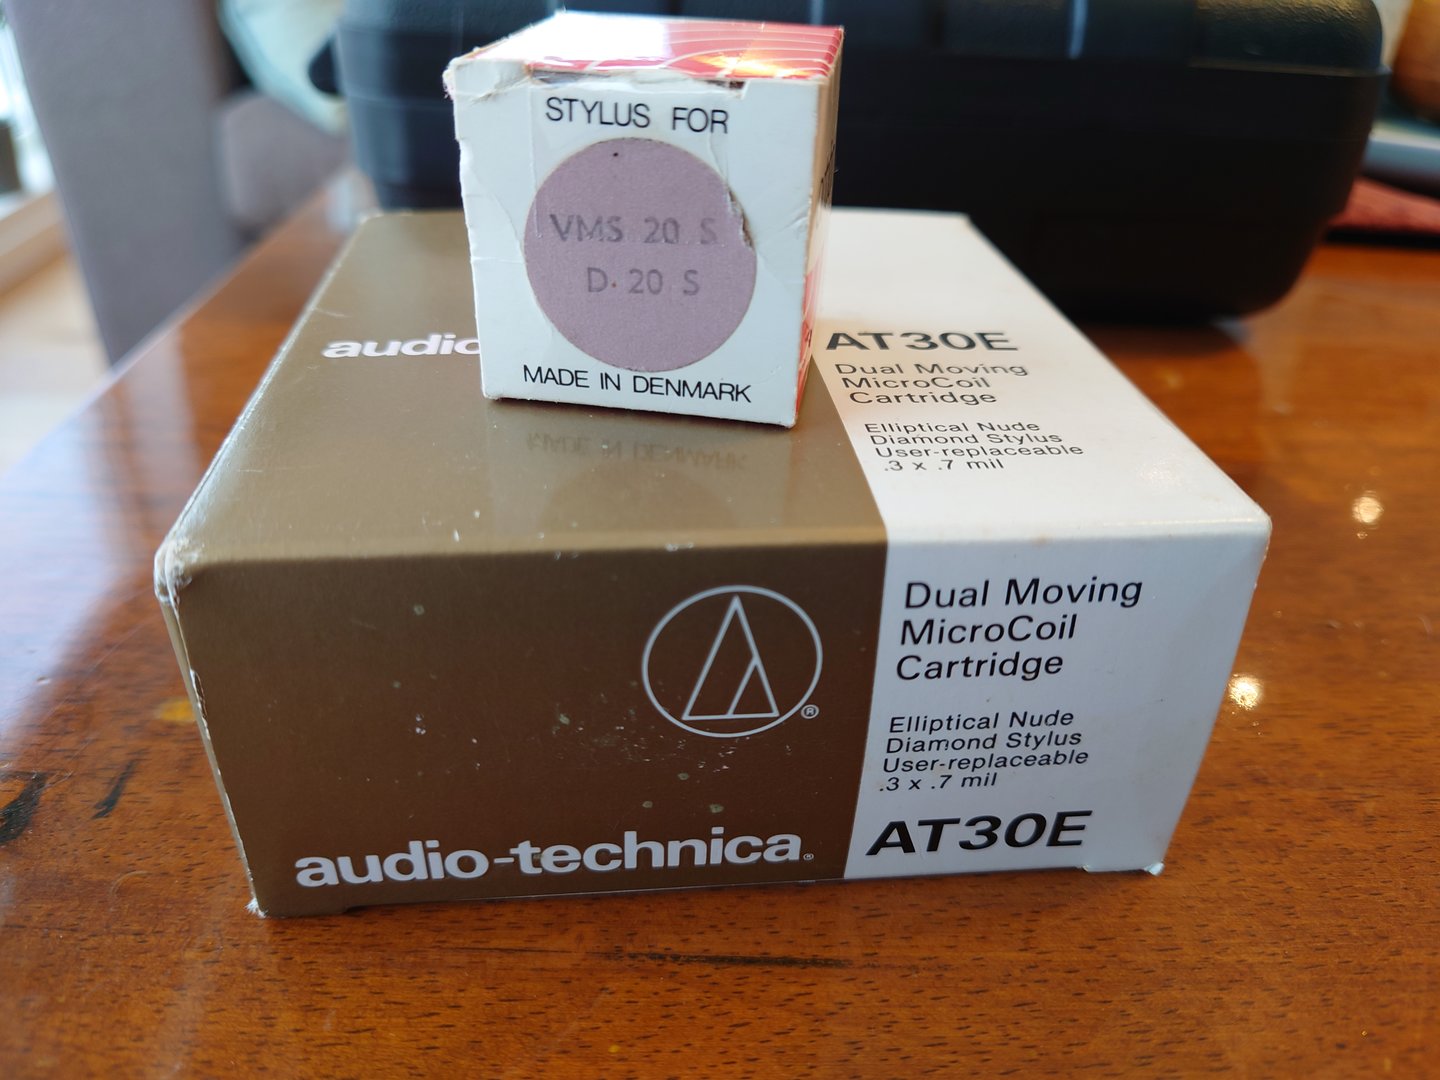 STYLUS FOR
VMS 20 S
D. 20 S
MADE IN DENMARK
audio
AT30E
Dual Moving
MicroCoil
Cartridge
Elliptical Nude
Diamond Stylus
User-replaceable
.3 x .7 mil
®
Dual Moving
MicroCoil
Cartridge
Elliptical Nude
Diamond Stylus
User-replaceable
.3 x .7 mil
audio-technica®
AT30E